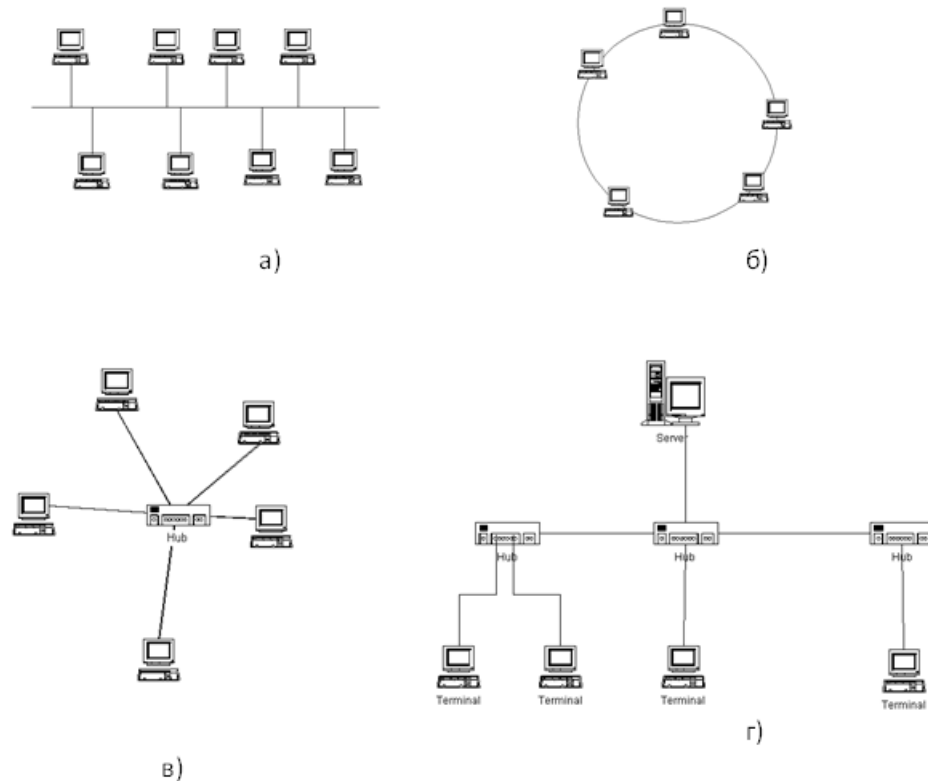 а)
б)
Hub
в)
Server
Hub
Hub
Hub
Terminal
Terminal
Terminal
Terminal
г)